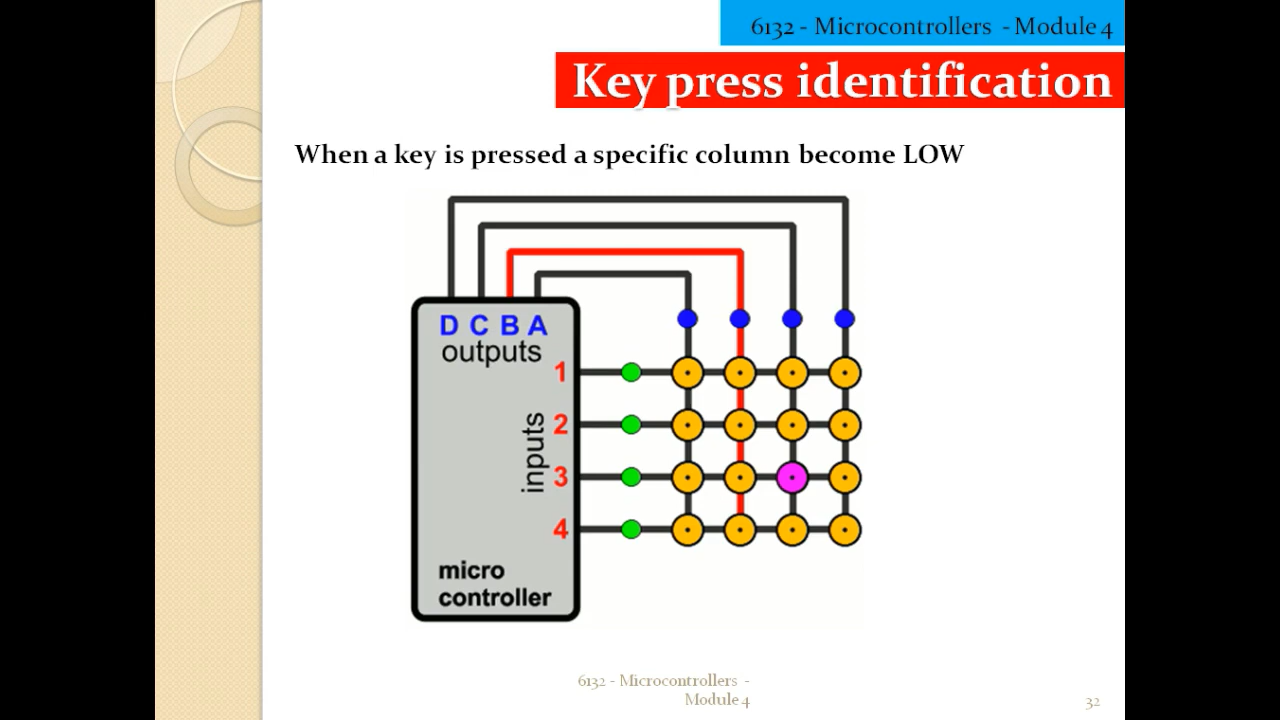 6132 - Microcontrollers - Module 4
Key press identification
When a key is pressed a specific column become LOW
D C B A
outputs
1
2
inputs
3
4
micro
controller
6132 - Microcontrollers -
Module 4
32